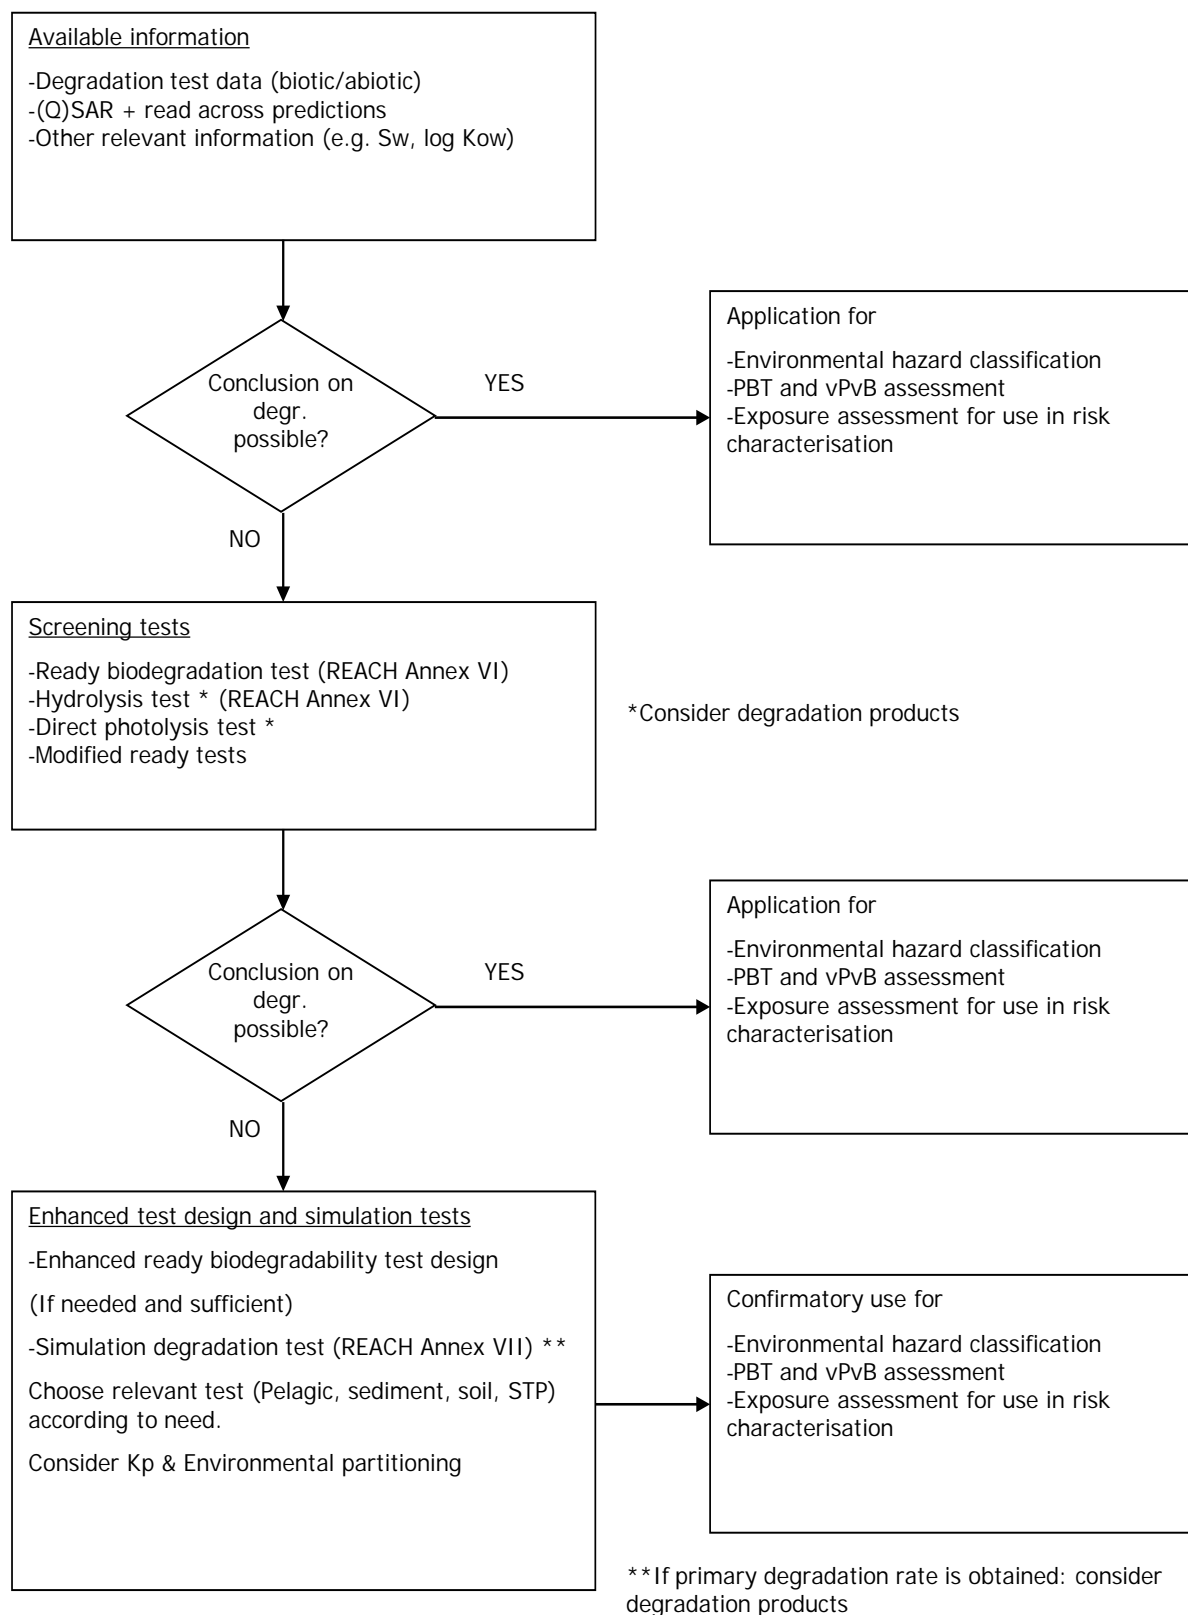 Available information
-Degradation test data (biotic/abiotic)
-(Q)SAR + read across predictions
-Other relevant information (e.g. Sw, log Kow)
Conclusion on
degr.
possible?
YES
Application for
-Environmental hazard classification
-PBT and vPvB assessment
-Exposure assessment for use in risk
characterisation
NO
Screening tests
-Ready biodegradation test (REACH Annex VI)
-Hydrolysis test * (REACH Annex VI)
-Direct photolysis test *
-Modified ready tests
*Consider degradation products
Conclusion on
degr.
possible?
YES
Application for
-Environmental hazard classification
-PBT and vPvB assessment
-Exposure assessment for use in risk
characterisation
NO
Enhanced test design and simulation tests
-Enhanced ready biodegradability test design
(If needed and sufficient)
-Simulation degradation test (REACH Annex VII) **
Choose relevant test (Pelagic, sediment, soil, STP)
according to need.
Consider Kp & Environmental partitioning
Confirmatory use for
-Environmental hazard classification
-PBT and vPvB assessment
-Exposure assessment for use in risk
characterisation
**If primary degradation rate is obtained: consider
degradation products